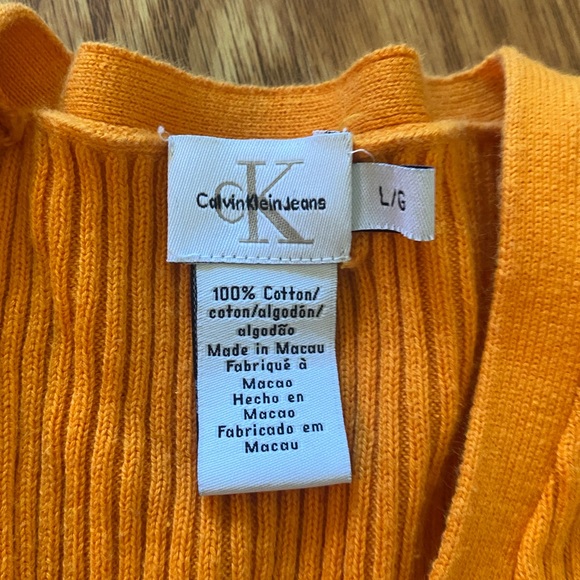 CK
CalvinKleinJeans
L/G
100% Cotton/
coton/algodón/
algodão
Made in Macau
Fabriqué à
Macao
Hecho en
Macao
Fabricado em
Macau